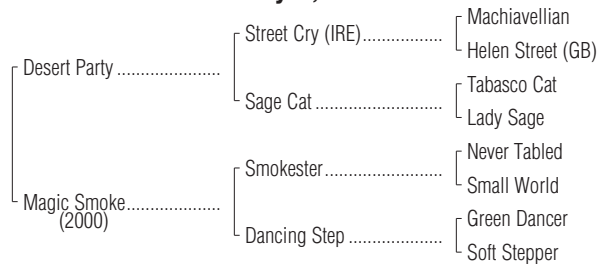 Machiavellian
Street Cry (IRE)..................
Helen Street (GB)
Desert Party ......................
Tabasco Cat
Sage Cat ............................
Lady Sage
Never Tabled
Smokester..........................
Small World
Magic Smoke....................
(2000)
Green Dancer
Dancing Step .....................
Soft Stepper